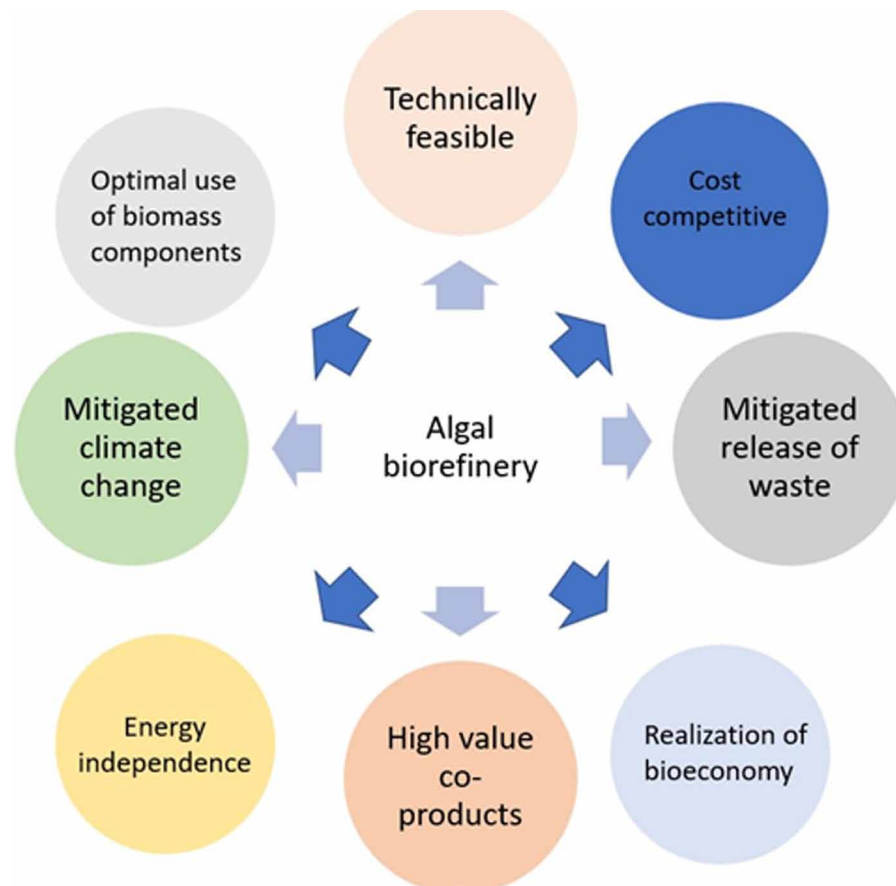 Technically
feasible
Optimal use
of biomass
components
Cost
competitive
Mitigated
climate
change
Algal
biorefinery
Mitigated
release of
waste
Energy
independence
High value
co-
products
Realization of
bioeconomy